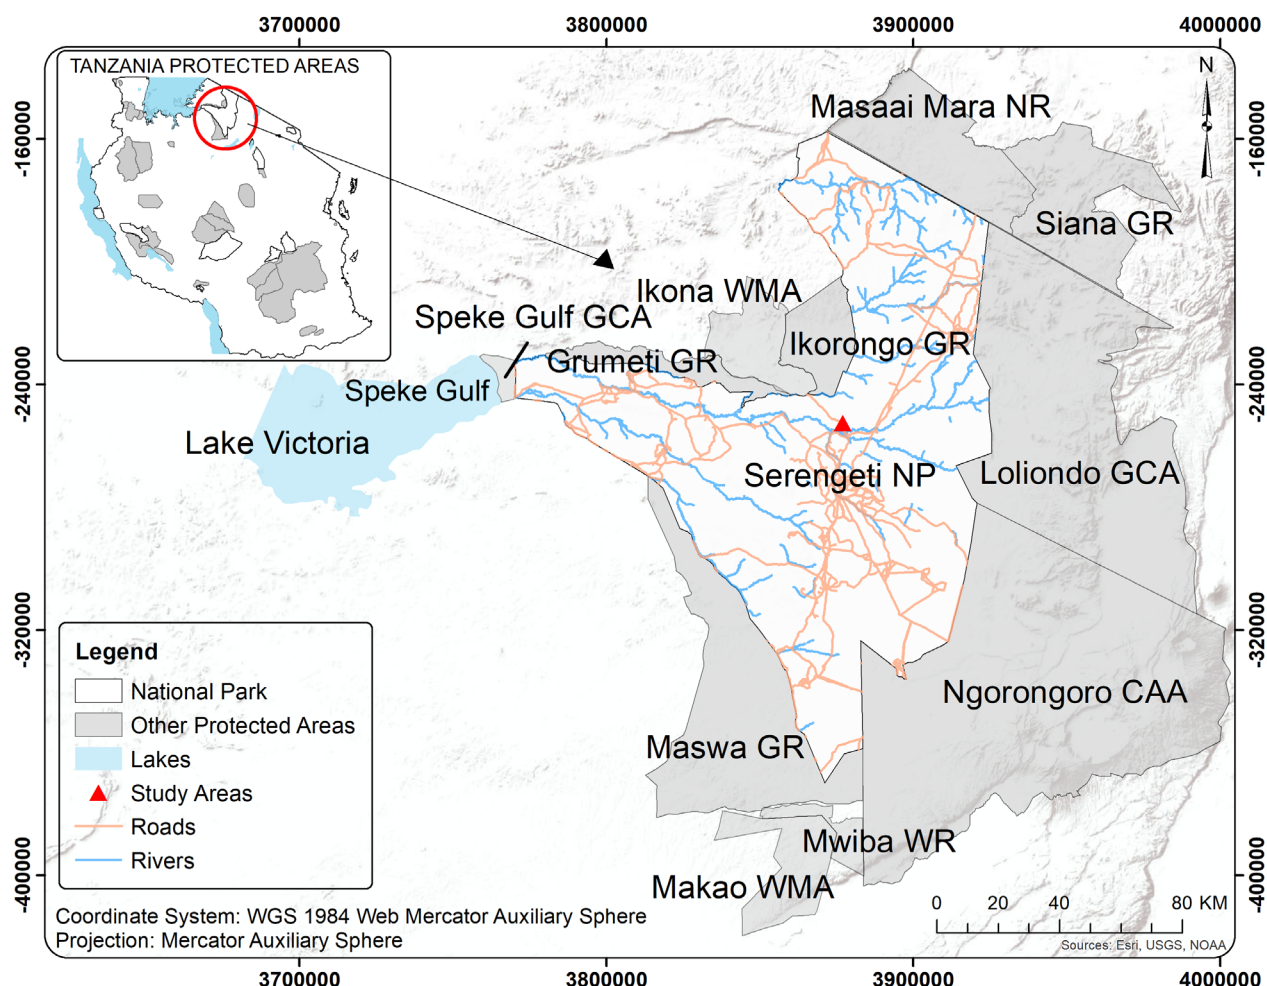 3700000
3800000
3900000
4000000
TANZANIA PROTECTED AREAS
N
Masaai Mara NR
-160000
-160000
Siana GR
Ikona WMA
Speke Gulf GCA
Ikorongo GR
Grumeti GR
Speke Gulf
-240000
-240000
Lake Victoria
Serengeti NP
Loliondo GCA
-320000
-320000
Legend
National Park
Other Protected Areas
Lakes
Study Areas
Roads
Rivers
Ngorongoro CAA
Maswa GR
Mwiba WR
Makao WMA
-400000
-400000
0 20 40 80 KM
Coordinate System: WGS 1984 Web Mercator Auxiliary Sphere
Projection: Mercator Auxiliary Sphere
Sources: Esri, USGS, NOAA
3700000
3800000
3900000
4000000